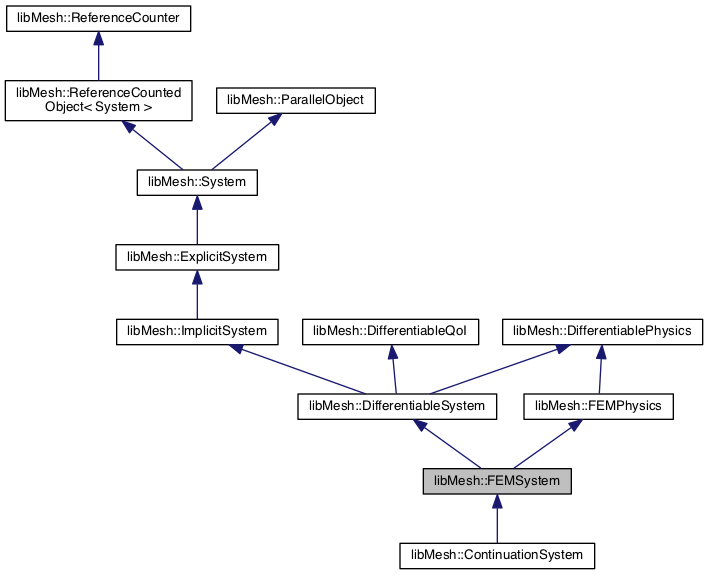 libMesh::ReferenceCounter
libMesh::ReferenceCounted
Object< System >
libMesh::ParallelObject
libMesh::System
libMesh::ExplicitSystem
libMesh::ImplicitSystem
libMesh::DifferentiableQoI
libMesh::DifferentiablePhysics
libMesh::DifferentiableSystem
libMesh::FEMPhysics
libMesh::FEMSystem
libMesh::ContinuationSystem